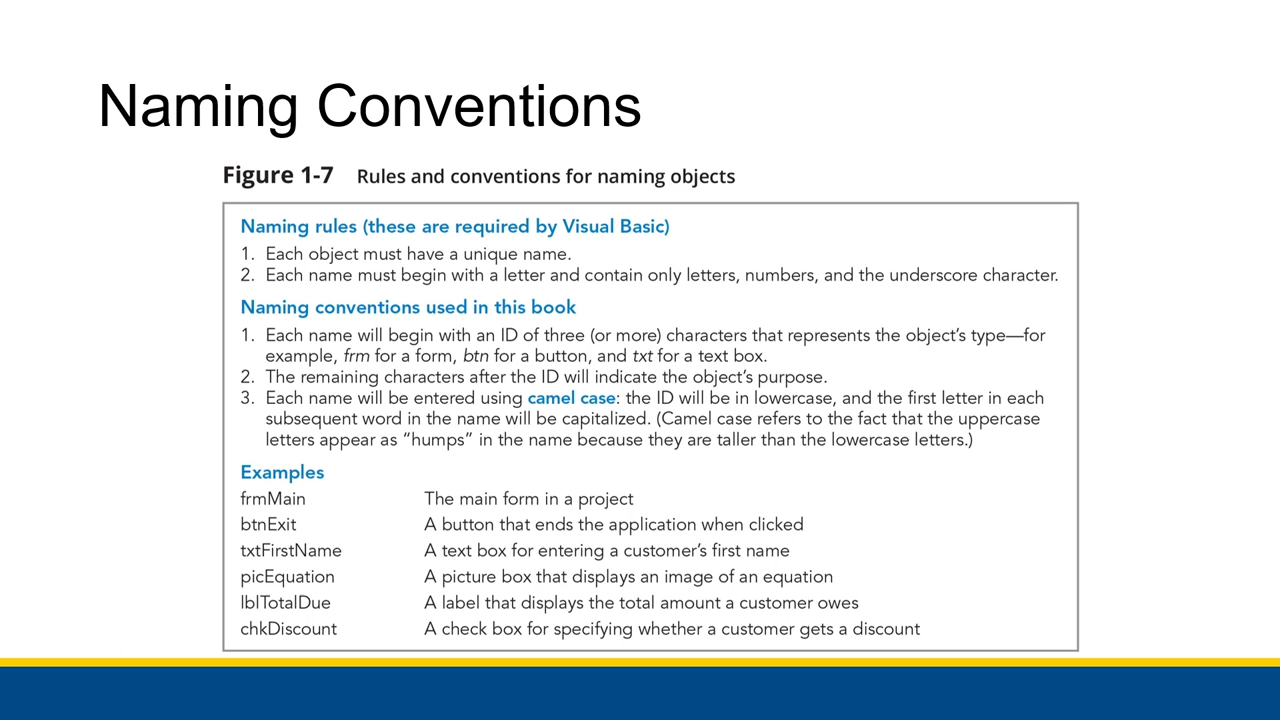 Naming Conventions
Figure 1-7 Rules and conventions for naming objects
Naming rules (these are required by Visual Basic)
1. Each object must have a unique name.
2. Each name must begin with a letter and contain only letters, numbers, and the underscore character.
Naming conventions used in this book
1. Each name will begin with an ID of three (or more) characters that represents the object’s type—for
example, frm for a form, btn for a button, and txt for a text box.
2. The remaining characters after the ID will indicate the object’s purpose.
3. Each name will be entered using camel case: the ID will be in lowercase, and the first letter in each
subsequent word in the name will be capitalized. (Camel case refers to the fact that the uppercase
letters appear as “humps” in the name because they are taller than the lowercase letters.)
Examples
frmMain The main form in a project
btnExit A button that ends the application when clicked
txtFirstName A text box for entering a customer’s first name
picEquation A picture box that displays an image of an equation
lblTotalDue A label that displays the total amount a customer owes
chkDiscount A check box for specifying whether a customer gets a discount